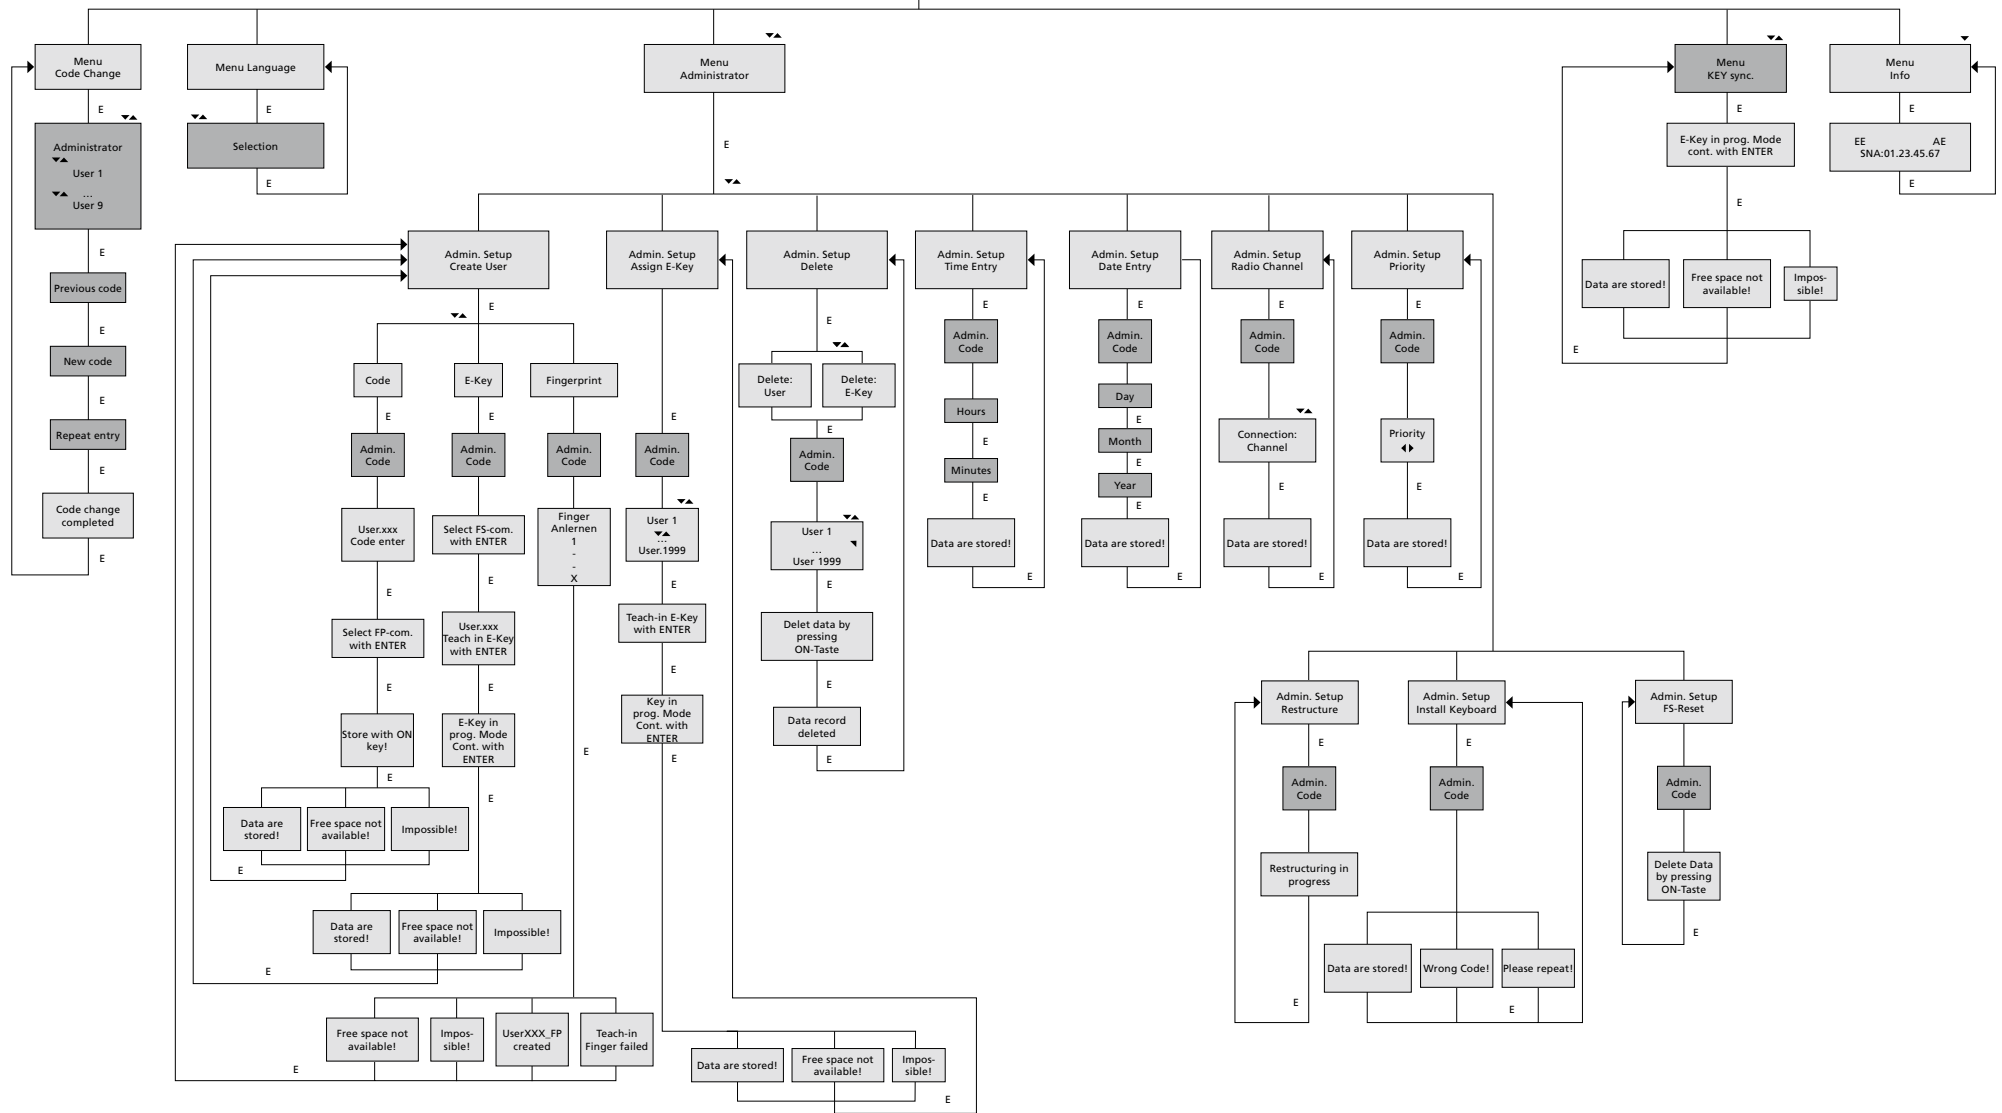 Menu
Code Change
E
Administrator
User 1
...
User 9
E
Previous code
E
New code
E
Repeat entry
E
Code change
completed
E
Menu Language
E
Selection
E
Menu
Administrator
E
Admin. Setup
Create User
E
Code
E
Admin.
Code
User.xxx
Code enter
E
Select FP-com.
with ENTER
E
Store with ON
key!
E
Data are
stored!
Free space not
available!
Impossible!
E
E-Key
E
Admin.
Code
Select FS-com.
with ENTER
E
User.xxx
Teach in E-Key
with ENTER
E
E-Key in
prog. Mode
Cont. with
ENTER
E
Data are
stored!
Free space not
available!
Impossible!
E
Fingerprint
E
Admin.
Code
Finger
Anlernen
1
-
-
X
E
Free space not
available!
Impos-
sible!
UserXXX_FP
created
Teach-in
Finger failed
E
Admin. Setup
Assign E-Key
E
Admin.
Code
User 1
...
User.1999
E
Teach-in E-Key
with ENTER
E
Key in
prog. Mode
Cont. with
ENTER
E
Data are stored!
Free space not
available!
Impos-
sible!
E
Admin. Setup
Delete
E
Delete:
User
Delete:
E-Key
E
Admin.
Code
User 1
...
User 1999
E
Delet data by
pressing
ON-Taste
E
Data record
deleted
E
Admin. Setup
Time Entry
E
Admin.
Code
Hours
E
Minutes
E
Data are stored!
E
Admin. Setup
Date Entry
E
Admin.
Code
Day
E
Month
E
Year
E
Data are stored!
E
Admin. Setup
Radio Channel
E
Admin.
Code
Connection:
Channel
E
Data are stored!
E
Admin. Setup
Priority
E
Admin.
Code
Priority
E
Data are stored!
E
Admin. Setup
Restructure
E
Admin.
Code
Restructuring in
progress
E
Admin. Setup
Install Keyboard
E
Admin.
Code
Data are stored!
Wrong Code!
Please repeat!
E
Admin. Setup
FS-Reset
Admin.
Code
Delete Data
by pressing
ON-Taste
E
Menu
KEY sync.
E
E-Key in prog. Mode
cont. with ENTER
E
Data are stored!
Free space not
available!
Impos-
sible!
E
Menu
Info
E
EE AE
SNA:01.23.45.67
E